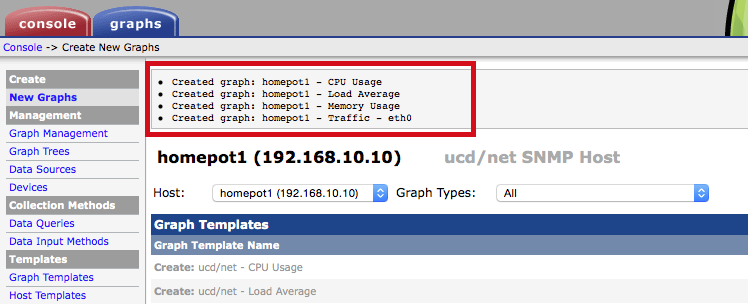 console graphs
Console -> Create New Graphs
Create
New Graphs
Management
Graph Management
Graph Trees
Data Sources
Devices
Collection Methods
Data Queries
Data Input Methods
Templates
Graph Templates
Host Templates
• Created graph: homepot1 - CPU Usage
• Created graph: homepot1 - Load Average
• Created graph: homepot1 - Memory Usage
• Created graph: homepot1 - Traffic - eth0
homepot1 (192.168.10.10) ucd/net SNMP Host
Host: homepot1 (192.168.10.10) Graph Types: All
Graph Templates
Graph Template Name
Create: ucd/net - CPU Usage
Create: ucd/net - Load Average